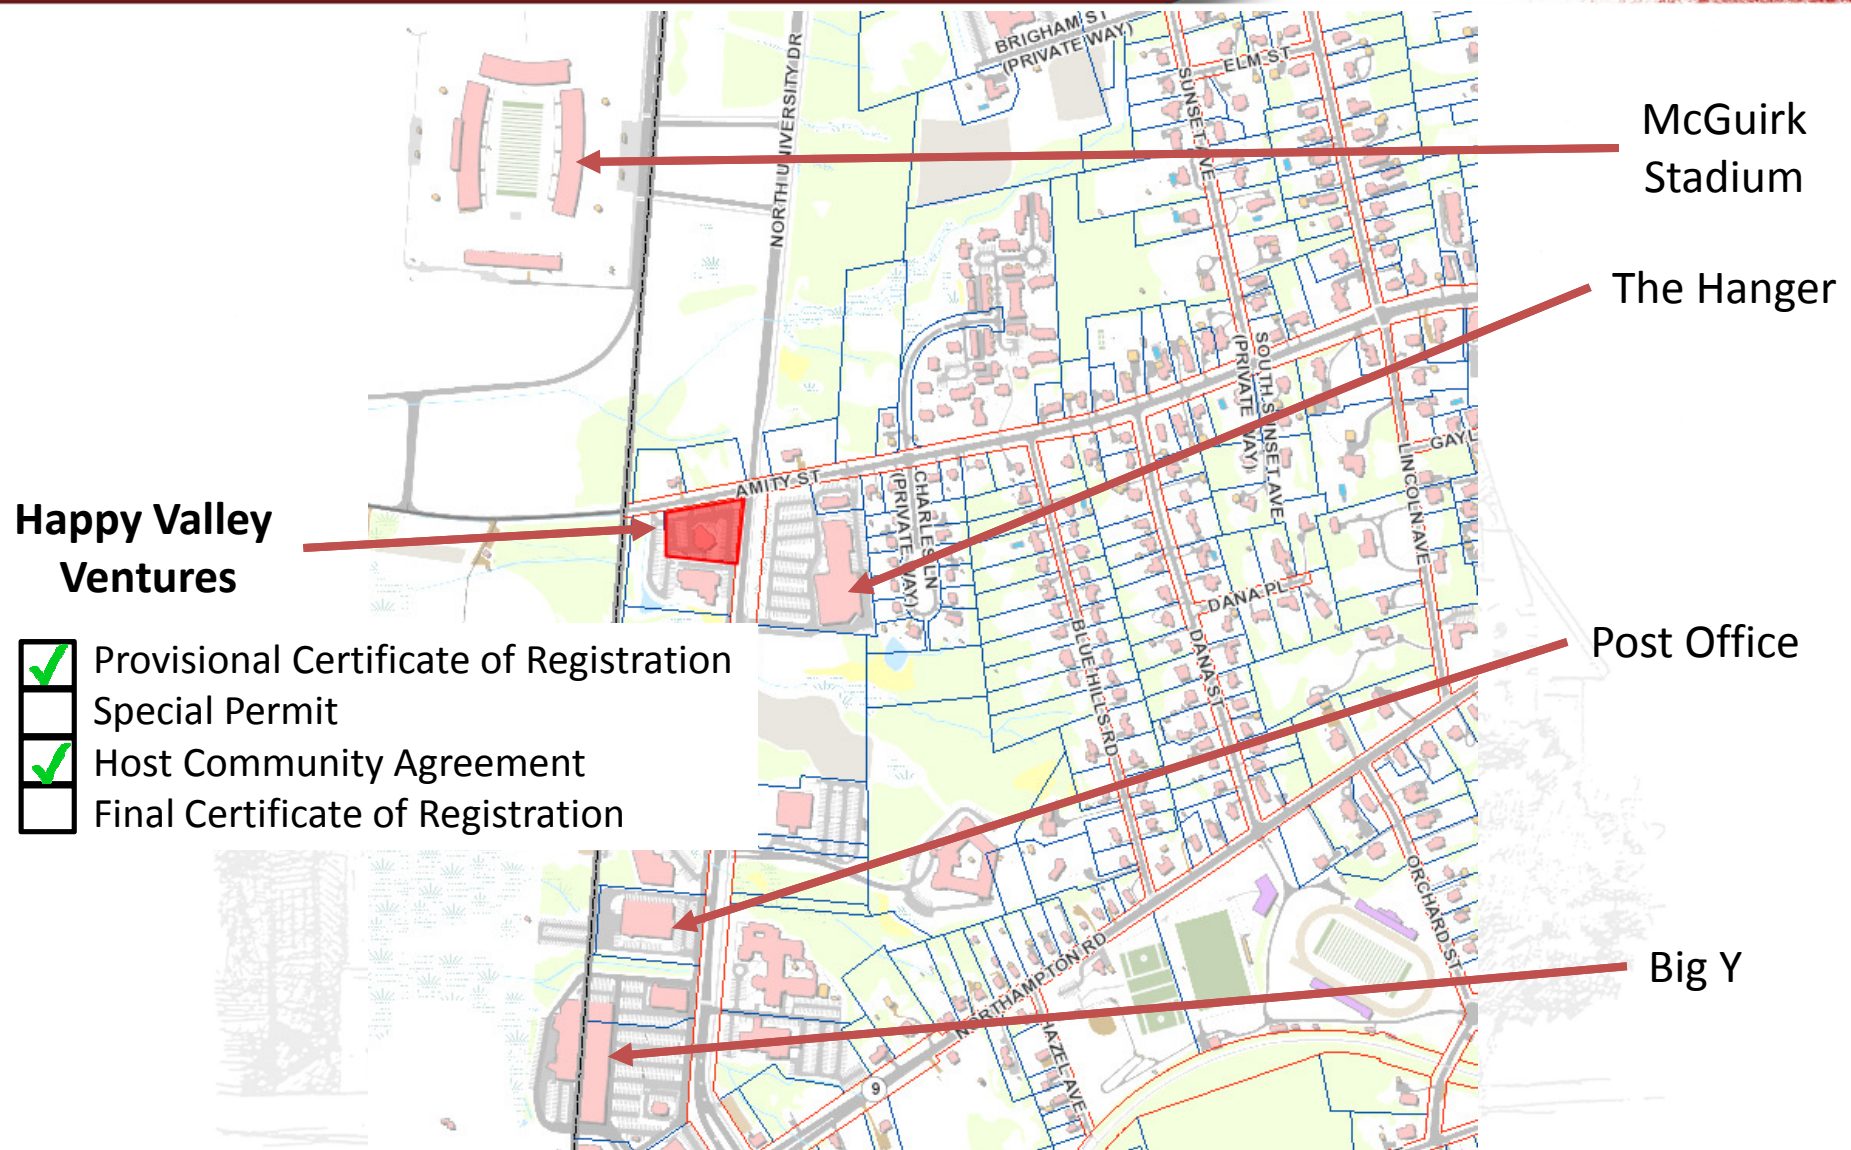 BRIGHAM ST
(PRIVATE WAY)
ELM ST
SUNSET AVE
NORTH UNIVERSITY DR
McGuirk
Stadium
The Hanger
SOUTH SUNSET AVE
(PRIVATE WAY)
LINCOLN AVE
GAYL
AMITY ST
CHARLES LN
(PRIVATE WAY)
Happy Valley
Ventures
DANA PL
DANA ST
BLUE HILLS RD
Post Office
Provisional Certificate of Registration
Special Permit
Host Community Agreement
Final Certificate of Registration
ORCHARD ST
NORTHAMPTON RD
HAZEL AVE
Big Y
9